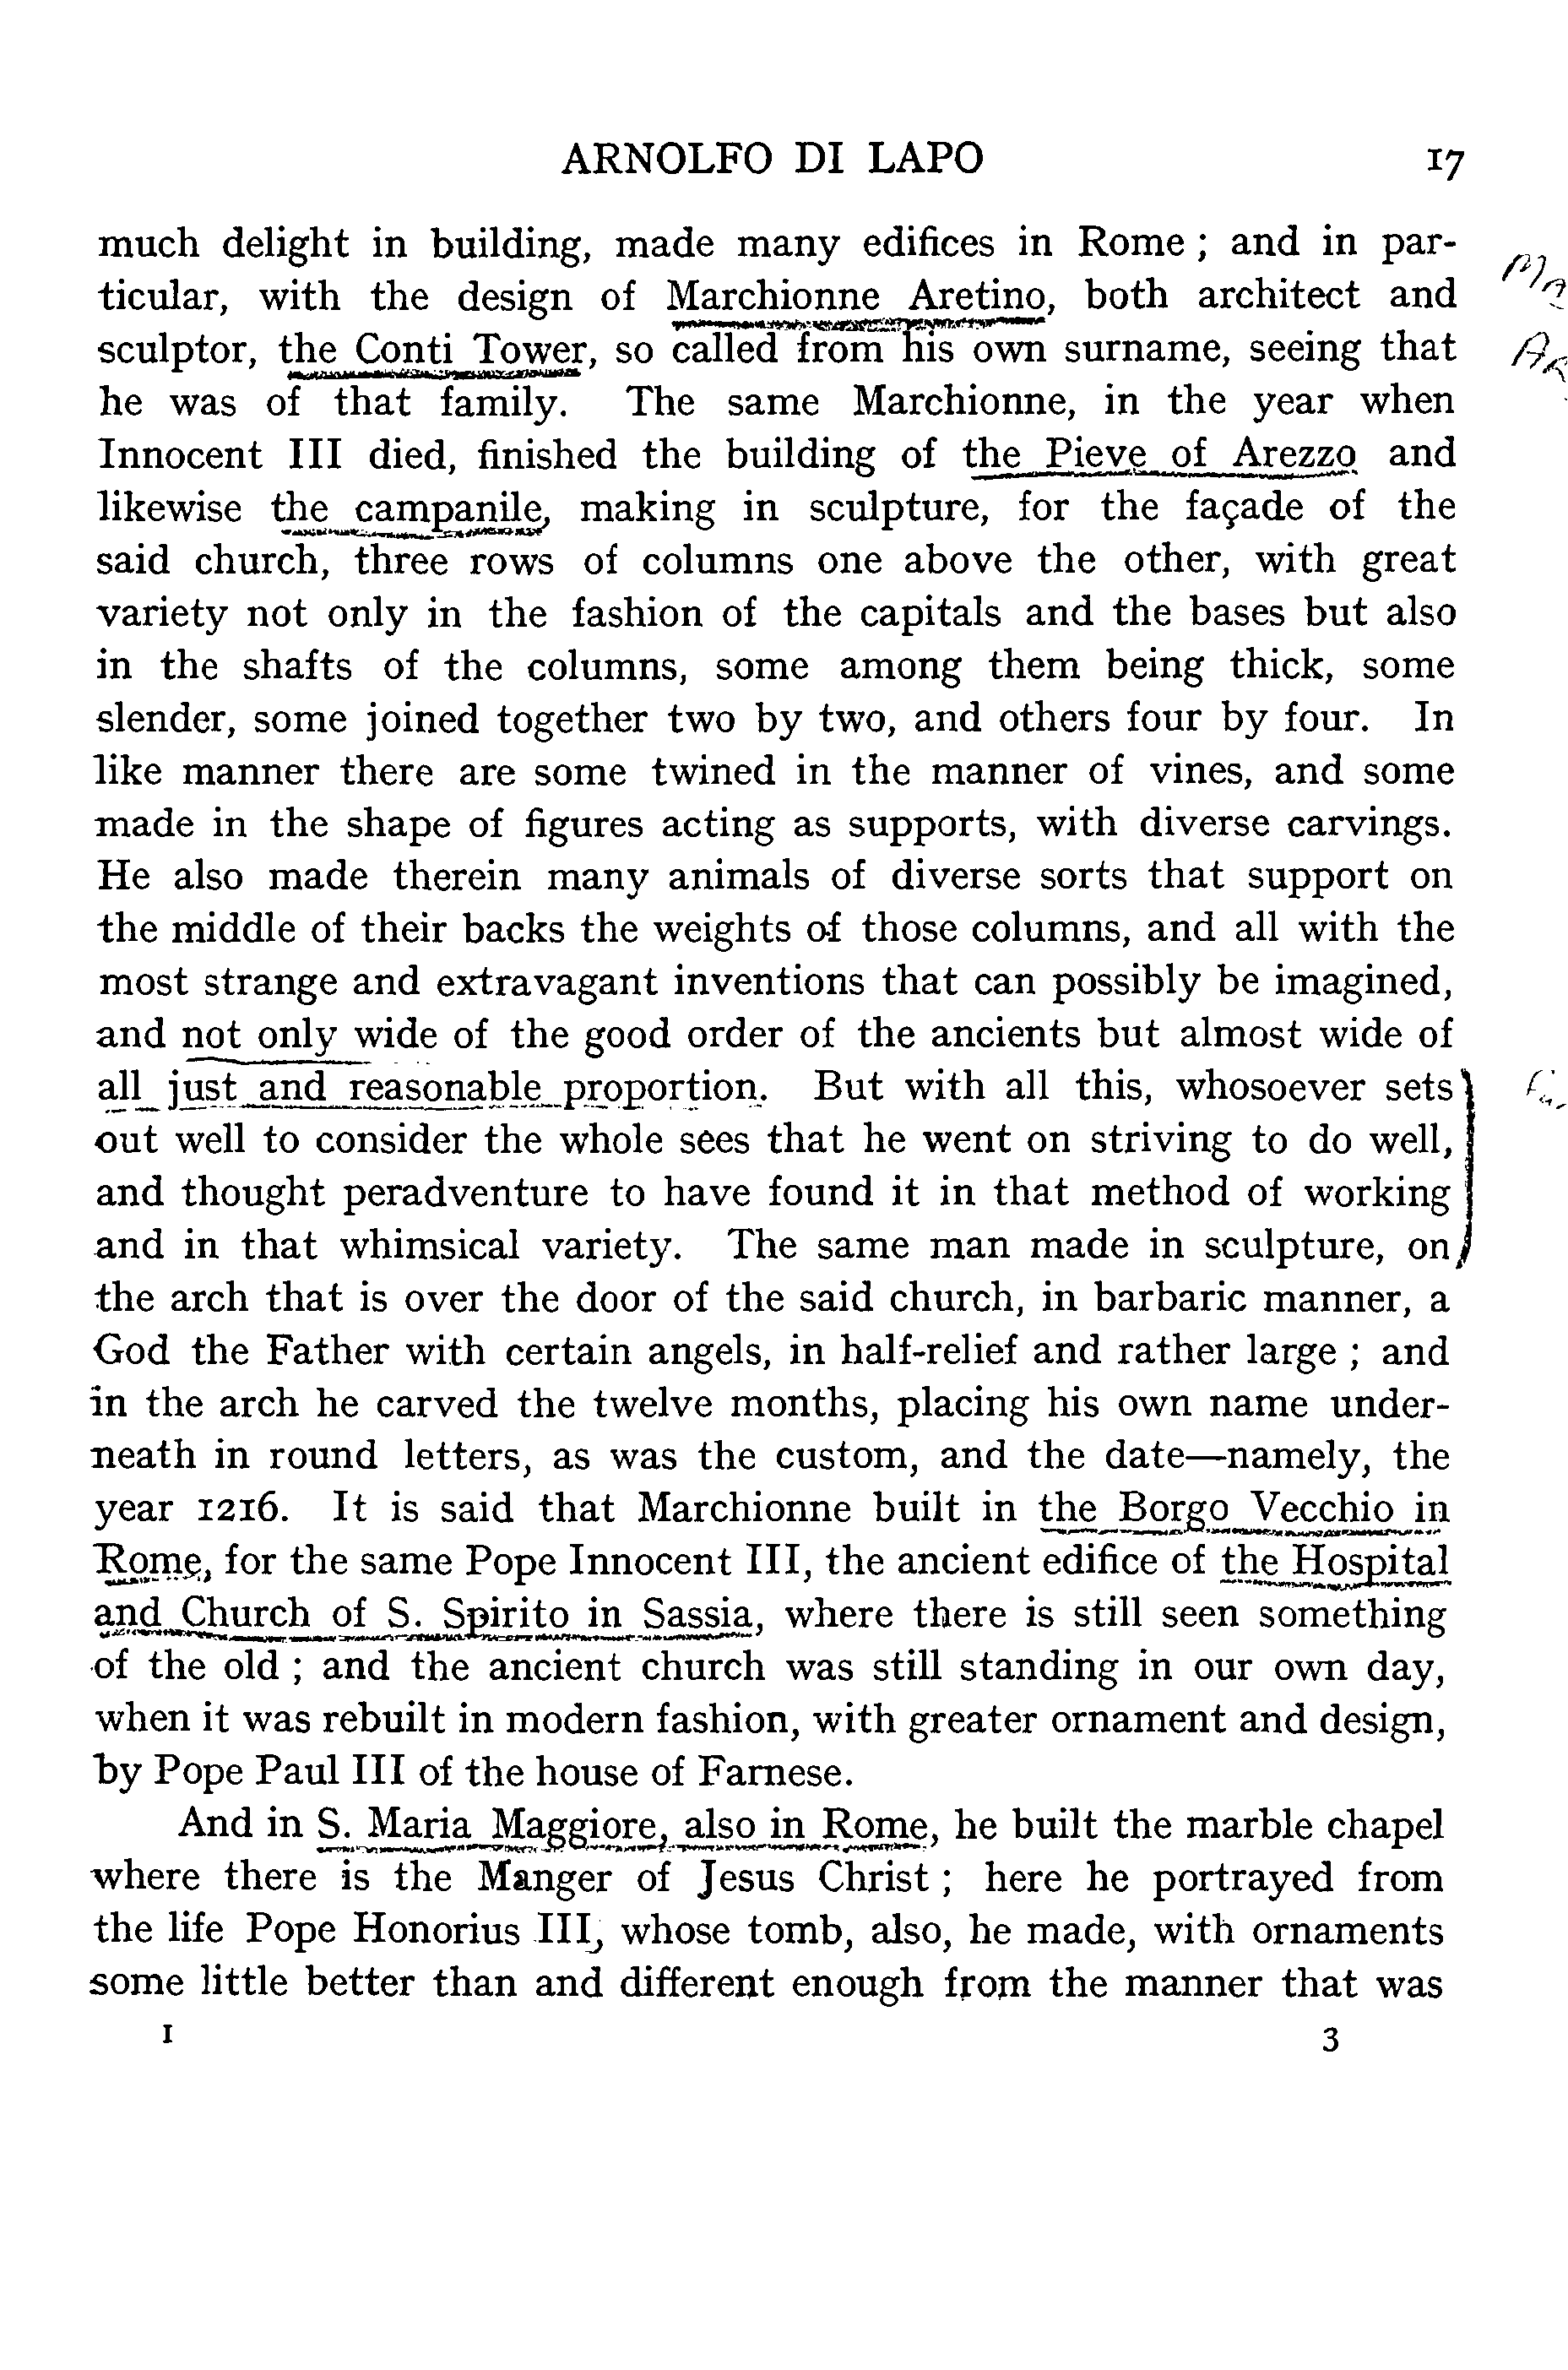 ARNOLFO DI LAPO 17
much delight in building, made many edifices in Rome ; and in par-
ticular, with the design of Marchionne Aretino, both architect and
sculptor, the Conti Tower, so called from his own surname, seeing that
he was of that family. The same Marchionne, in the year when
Innocent III died, finished the building of the Pieve of Arezzo and
likewise the campanile, making in sculpture, for the façade of the
said church, three rows of columns one above the other, with great
variety not only in the fashion of the capitals and the bases but also
in the shafts of the columns, some among them being thick, some
slender, some joined together two by two, and others four by four. In
like manner there are some twined in the manner of vines, and some
made in the shape of figures acting as supports, with diverse carvings.
He also made therein many animals of diverse sorts that support on
the middle of their backs the weights of those columns, and all with the
most strange and extravagant inventions that can possibly be imagined,
and not only wide of the good order of the ancients but almost wide of
all just and reasonable proportion. But with all this, whosoever sets
out well to consider the whole sees that he went on striving to do well,
and thought peradventure to have found it in that method of working
and in that whimsical variety. The same man made in sculpture, on
the arch that is over the door of the said church, in barbaric manner, a
God the Father with certain angels, in half-relief and rather large ; and
in the arch he carved the twelve months, placing his own name under-
neath in round letters, as was the custom, and the date—namely, the
year 1216. It is said that Marchionne built in the Borgo Vecchio in
Rome, for the same Pope Innocent III, the ancient edifice of the Hospital
and Church of S. Spirito in Sassia, where there is still seen something
of the old ; and the ancient church was still standing in our own day,
when it was rebuilt in modern fashion, with greater ornament and design,
by Pope Paul III of the house of Farnese.
And in S. Maria Maggiore, also in Rome, he built the marble chapel
where there is the Manger of Jesus Christ ; here he portrayed from
the life Pope Honorius III, whose tomb, also, he made, with ornaments
some little better than and different enough from the manner that was
I 3